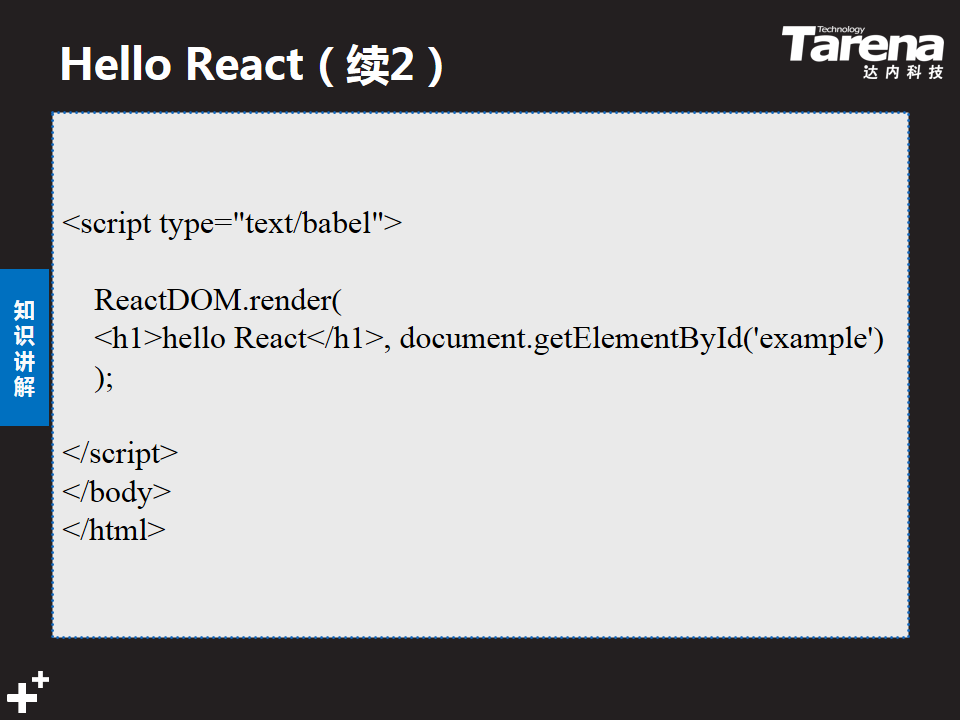 Hello React（续2）
Technology
Tarena
达内科技
<script type="text/babel">
ReactDOM.render(
<h1>hello React</h1>, document.getElementById('example')
);
</script>
</body>
</html>
知
识
讲
解